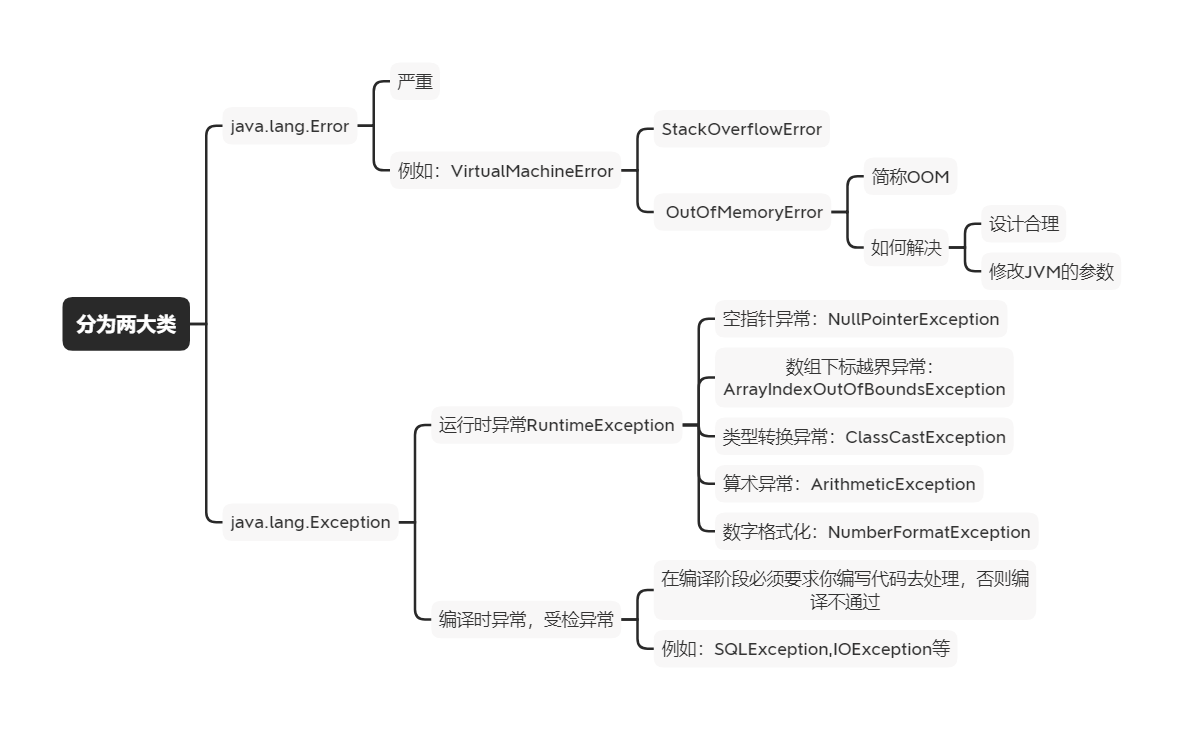 分为两大类
java.lang.Error
严重
例如：VirtualMachineError
StackOverflowError
OutOfMemoryError
简称OOM
如何解决
设计合理
修改JVM的参数
java.lang.Exception
运行时异常RuntimeException
空指针异常：NullPointerException
数组下标越界异常：
ArrayIndexOutOfBoundsException
类型转换异常：ClassCastException
算术异常：ArithmeticException
数字格式化：NumberFormatException
编译时异常，受检异常
在编译阶段必须要求你编写代码去处理，否则编
译不通过
例如：SQLException,IOException等